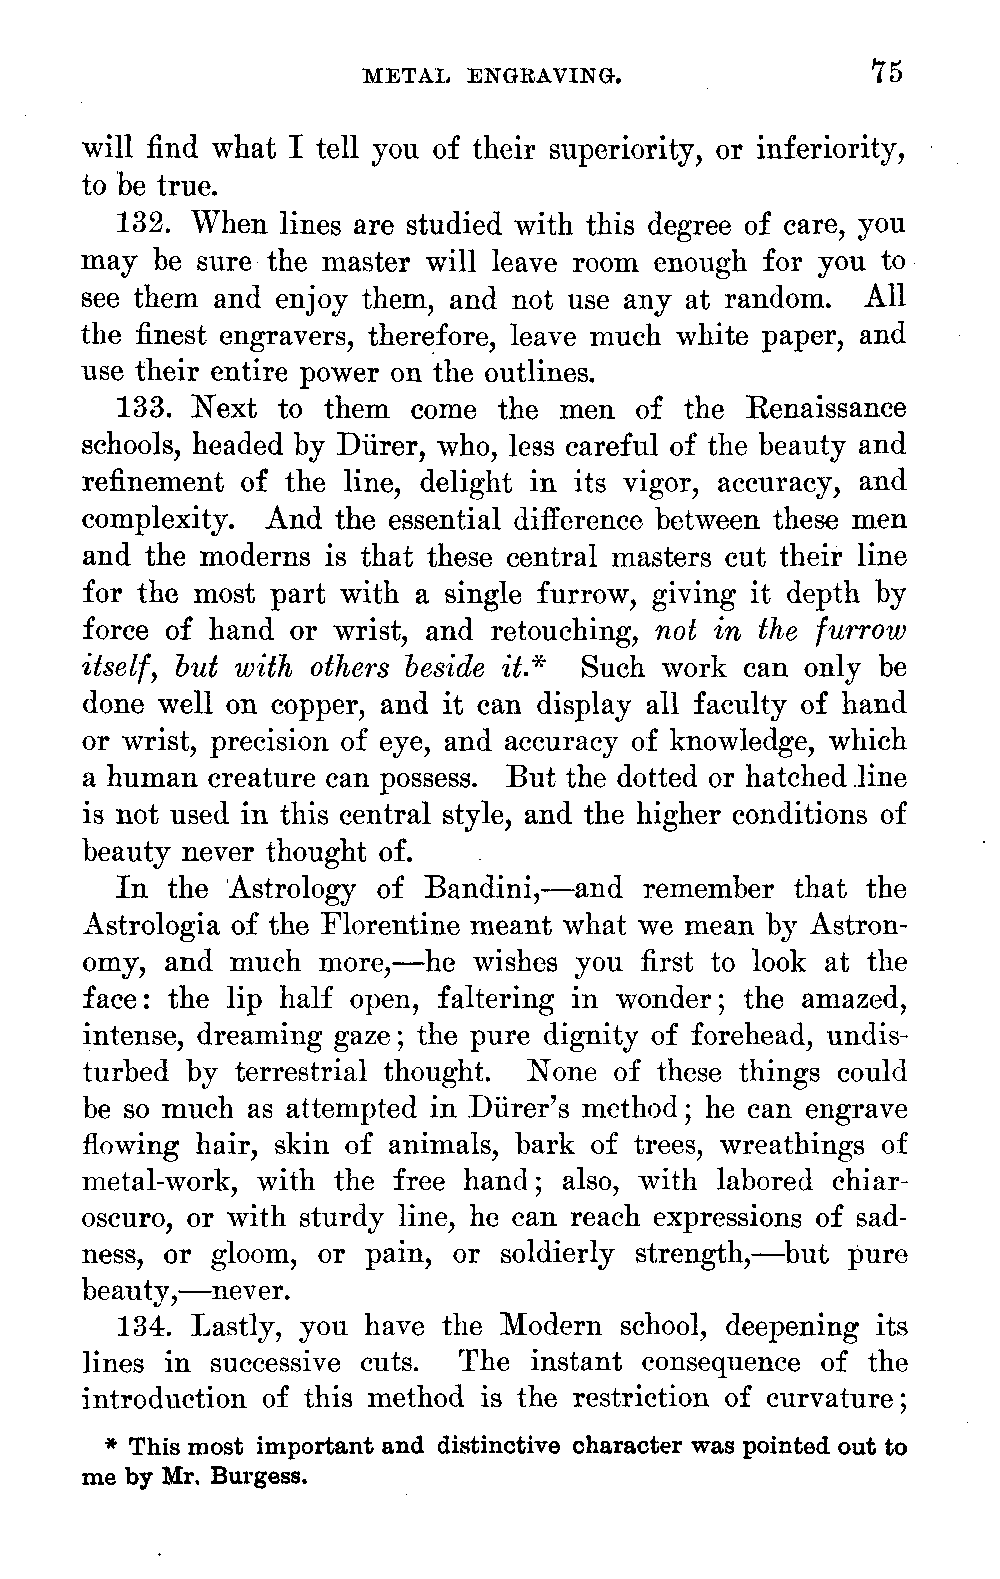 METAL ENGRAVING. 75
will find what I tell you of their superiority, or inferiority,
to be true.
132. When lines are studied with this degree of care, you
may be sure the master will leave room enough for you to
see them and enjoy them, and not use any at random. All
the finest engravers, therefore, leave much white paper, and
use their entire power on the outlines.
133. Next to them come the men of the Renaissance
schools, headed by Dürer, who, less careful of the beauty and
refinement of the line, delight in its vigor, accuracy, and
complexity. And the essential difference between these men
and the moderns is that these central masters cut their line
for the most part with a single furrow, giving it depth by
force of hand or wrist, and retouching, not in the furrow
itself, but with others beside it.* Such work can only be
done well on copper, and it can display all faculty of hand
or wrist, precision of eye, and accuracy of knowledge, which
a human creature can possess. But the dotted or hatched line
is not used in this central style, and the higher conditions of
beauty never thought of.
In the Astrology of Bandini,—and remember that the
Astrologia of the Florentine meant what we mean by Astron-
omy, and much more,—he wishes you first to look at the
face: the lip half open, faltering in wonder; the amazed,
intense, dreaming gaze; the pure dignity of forehead, undis-
turbed by terrestrial thought. None of these things could
be so much as attempted in Dürer's method; he can engrave
flowing hair, skin of animals, bark of trees, wreathings of
metal-work, with the free hand; also, with labored chiar-
oscuro, or with sturdy line, he can reach expressions of sad-
ness, or gloom, or pain, or soldierly strength,—but pure
beauty,—never.
134. Lastly, you have the Modern school, deepening its
lines in successive cuts. The instant consequence of the
introduction of this method is the restriction of curvature;
* This most important and distinctive character was pointed out to
me by Mr. Burgess.